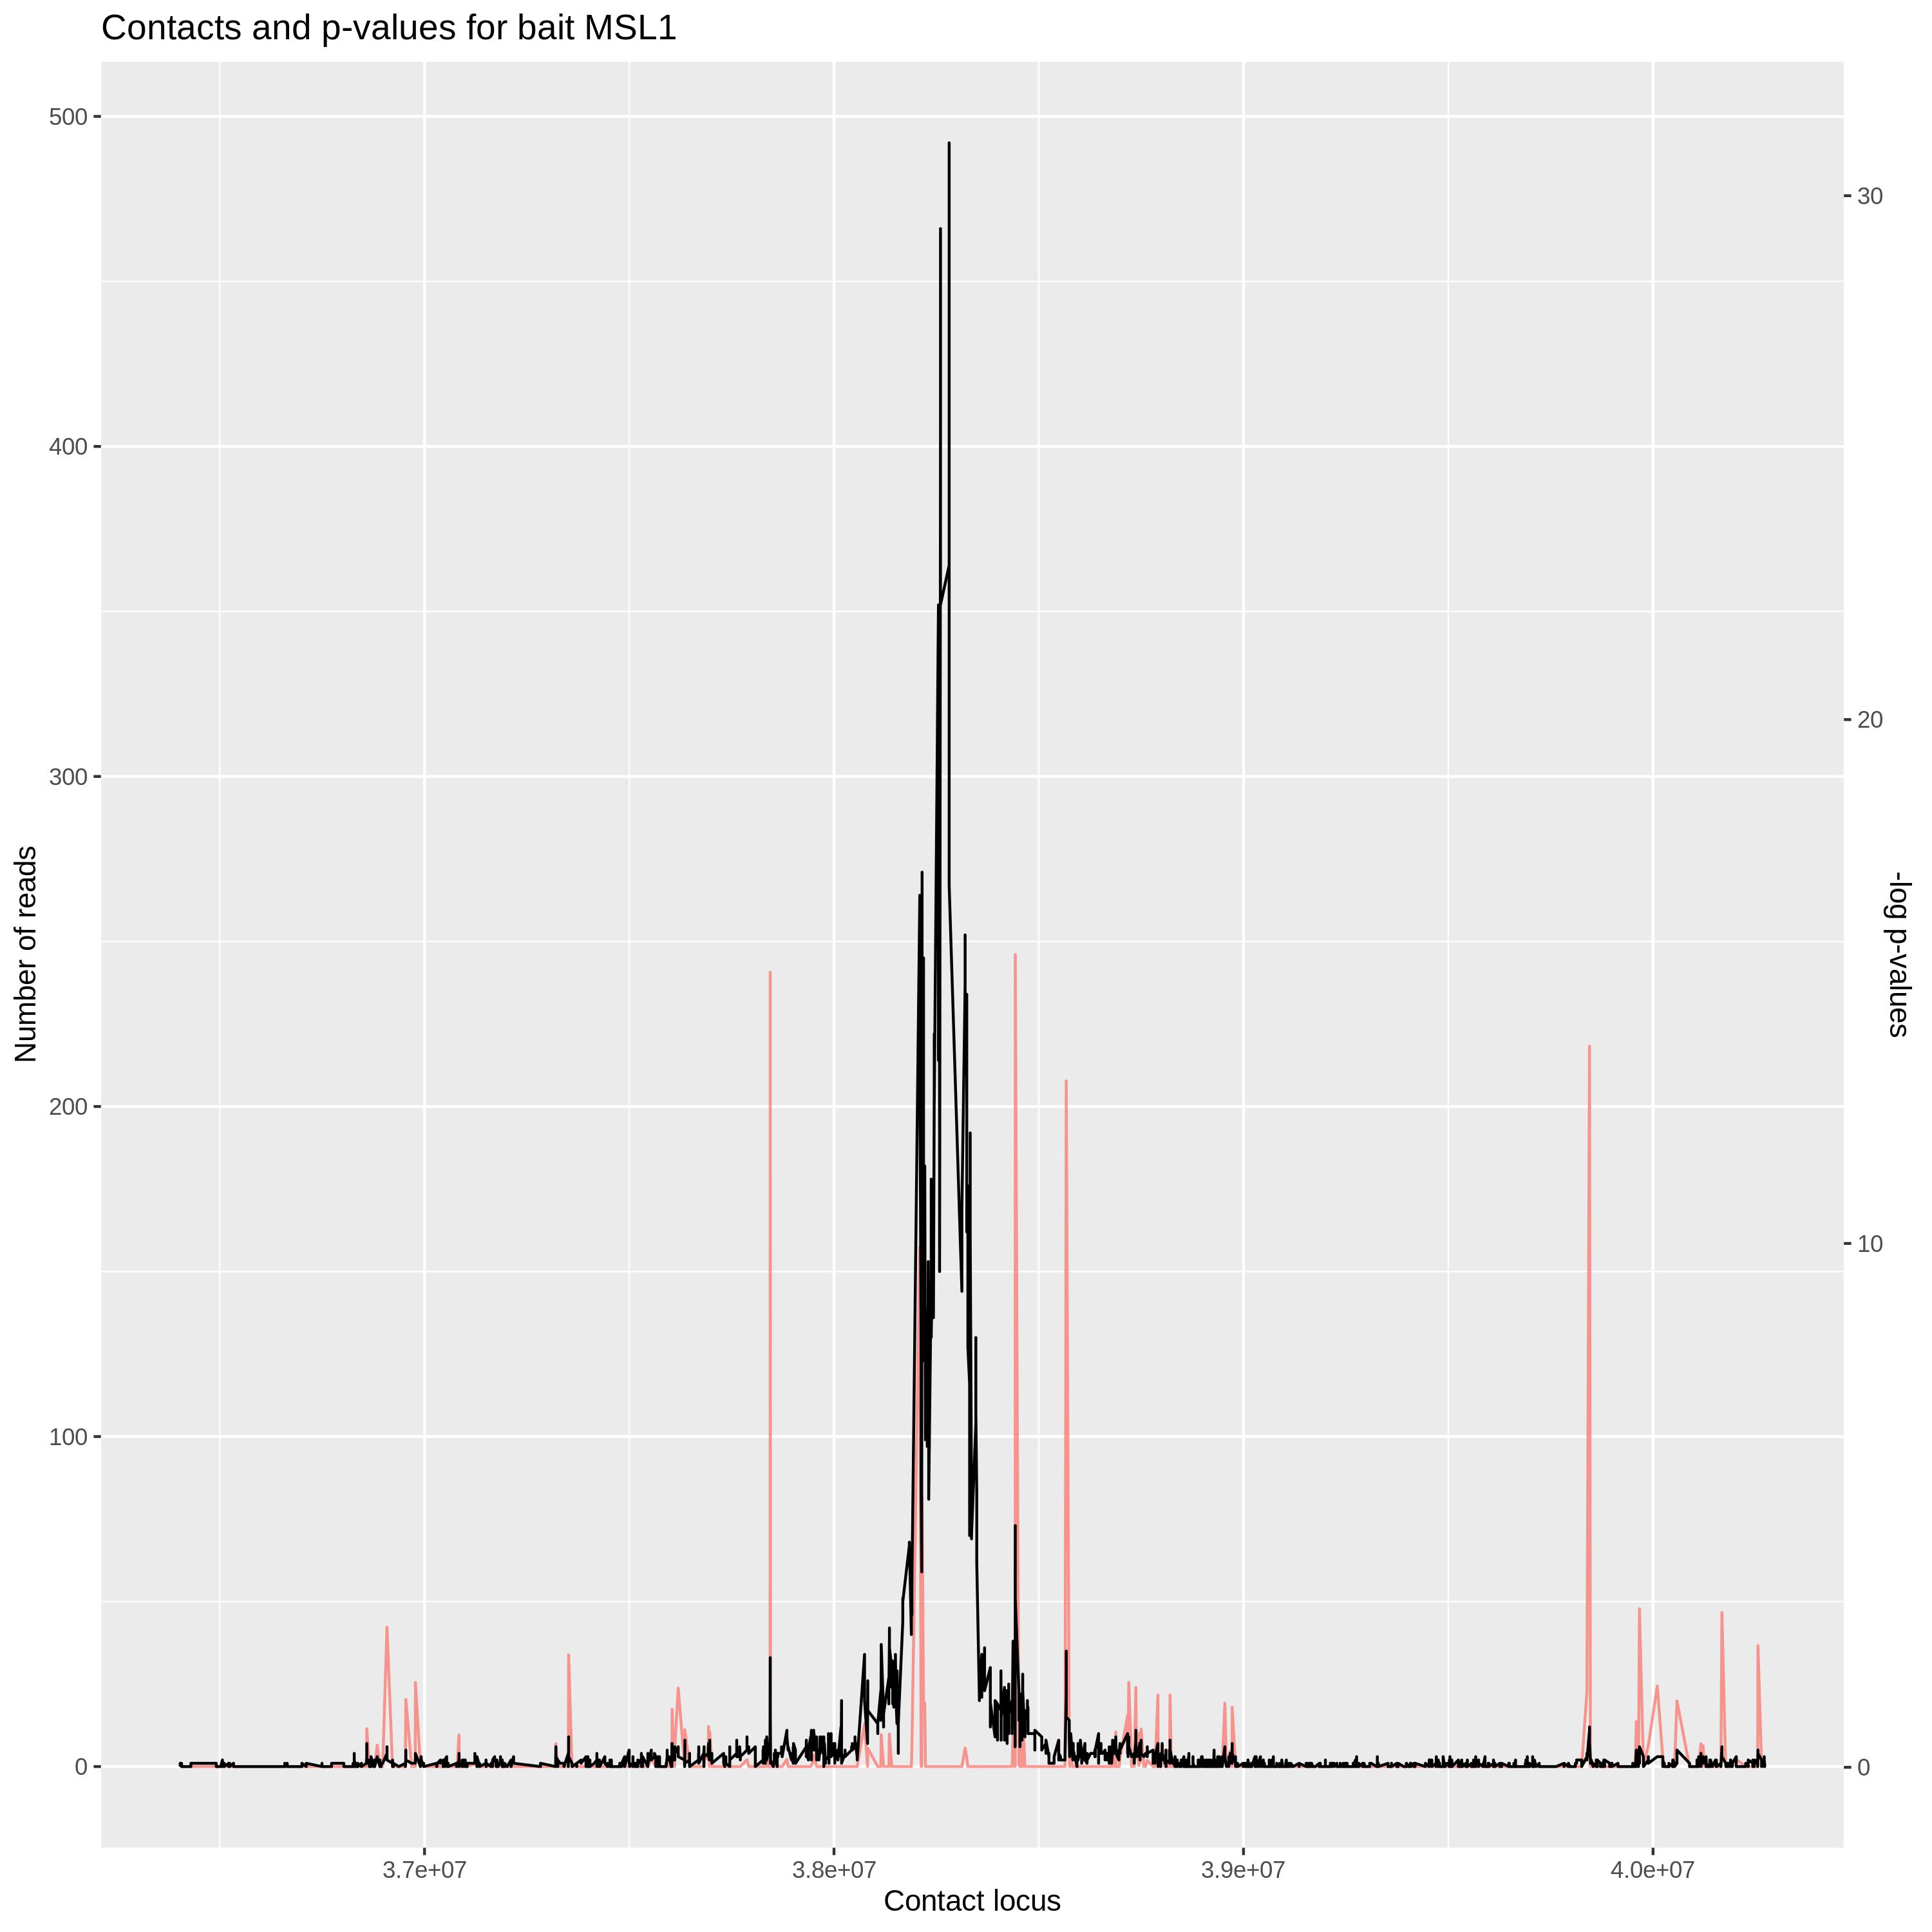 Contacts and p-values for bait MSL1
500
400
300
200
100
0
Number of reads
30
20
10
0
-log p-values
3.7e+07
3.8e+07
3.9e+07
4.0e+07
Contact locus